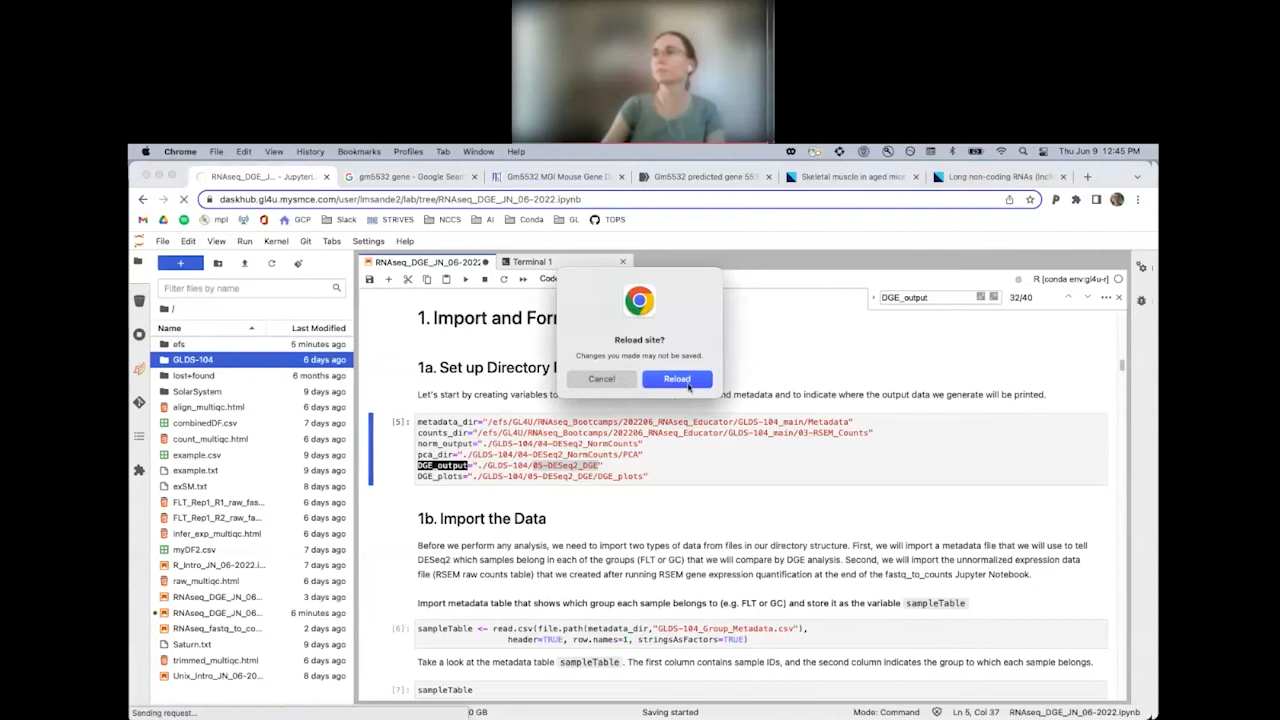 Chrome File Edit View History Bookmarks Profiles Tab Window Help Thu Jun 9 12:45 PM
RNAseq_DGE_J... - JupyterL gm5532 gene - Google Sear Gm5532 MGI Mouse Gene D Gm5532 predicted gene 55 Skeletal muscle in aged mic Long non-coding RNAs (lncl
daskhub.gl4u.mysmce.com/user/lmsande2/lab/tree/RNAseq_DGE_JN_06-2022.ipynb
mpl GCP Slack STRIVES NCCS AI Conda GL TOPS
File Edit View Run Kernel Git Tabs Settings Help
RNAseq_DGE_JN_06-2022 Terminal 1
Cod
R [conda env:gl4u-r]
Filter files by name
DGE_output 32/40
/
Name Last Modified
efs 5 minutes ago
GLDS-104 6 days ago
lost+found 6 months ago
SolarSystem 6 days ago
align_multiqc.html 6 days ago
combinedDF.csv 7 days ago
count_multiqc.html 6 days ago
example.csv 9 days ago
example.txt 9 days ago
exSM.txt 9 days ago
FLT_Rep1_R1_raw_fas... 6 days ago
FLT_Rep1_R2_raw_fa... 6 days ago
infer_exp_multiqc.html 6 days ago
myDF2.csv 7 days ago
R_Intro_JN_06-2022.i... 7 days ago
raw_multiqc.html 6 days ago
RNAseq_DGE_JN_06... 3 days ago
RNAseq_DGE_JN_06... 6 minutes ago
RNAseq_fastq_to_co... 6 days ago
Saturn.txt 9 days ago
trimmed_multiqc.html 6 days ago
Unix_Intro_JN_06-20... 9 days ago
1. Import and Forr
1a. Set up Directory
Let's start by creating variables to
nd metadata and to indicate where the output data we generate will be printed.
Reload site?
Changes you made may not be saved.
Cancel Reload
[5]: metadata_dir="/efs/GL4U/RNAseq_Bootcamps/202206_RNAseq_Educator/GLDS-104_main/Metadata"
counts_dir="/efs/GL4U/RNAseq_Bootcamps/202206_RNAseq_Educator/GLDS-104_main/03-RSEM_Counts"
norm_output="./GLDS-104/04-DESeq2_NormCounts"
pca_dir="./GLDS-104/04-DESeq2_NormCounts/PCA"
DGE_output="./GLDS-104/05-DESeq2_DGE"
DGE_plots="./GLDS-104/05-DESeq2_DGE/DGE_plots"
1b. Import the Data
Before we perform any analysis, we need to import two types of data from files in our directory structure. First, we will import a metadata file that we will use to tell
DESeq2 which samples belong in each of the groups (FLT or GC) that we will compare by DGE analysis. Second, we will import the unnormalized expression data
file (RSEM raw counts table) that we created after running RSEM gene expression quantification at the end of the fastq_to_counts Jupyter Notebook.
Import metadata table that shows which group each sample belongs to (e.g. FLT or GC) and store it as the variable sampleTable
[6]: sampleTable <- read.csv(file.path(metadata_dir,"GLDS-104_Group_Metadata.csv"),
header=TRUE, row.names=1, stringsAsFactors=TRUE)
Take a look at the metadata table sampleTable . The first column contains sample IDs, and the second column indicates the group to which each sample belongs.
[7]: sampleTable
Sending request... 0 GB Saving started Mode: Command Ln 5, Col 37 RNAseq_DGE_JN_06-2022.ipynb